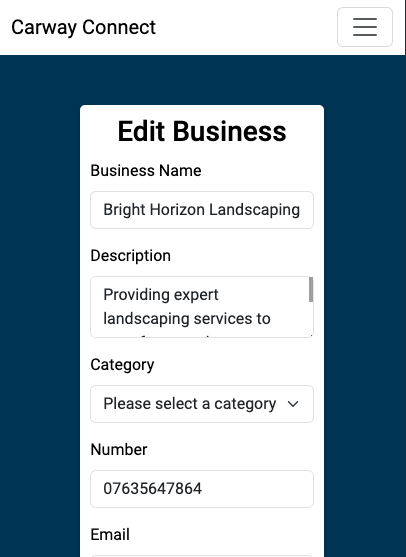 Carway Connect
Edit Business
Business Name
Bright Horizon Landscaping
Description
Providing expert
landscaping services to
Category
Please select a category
Number
07635647864
Email